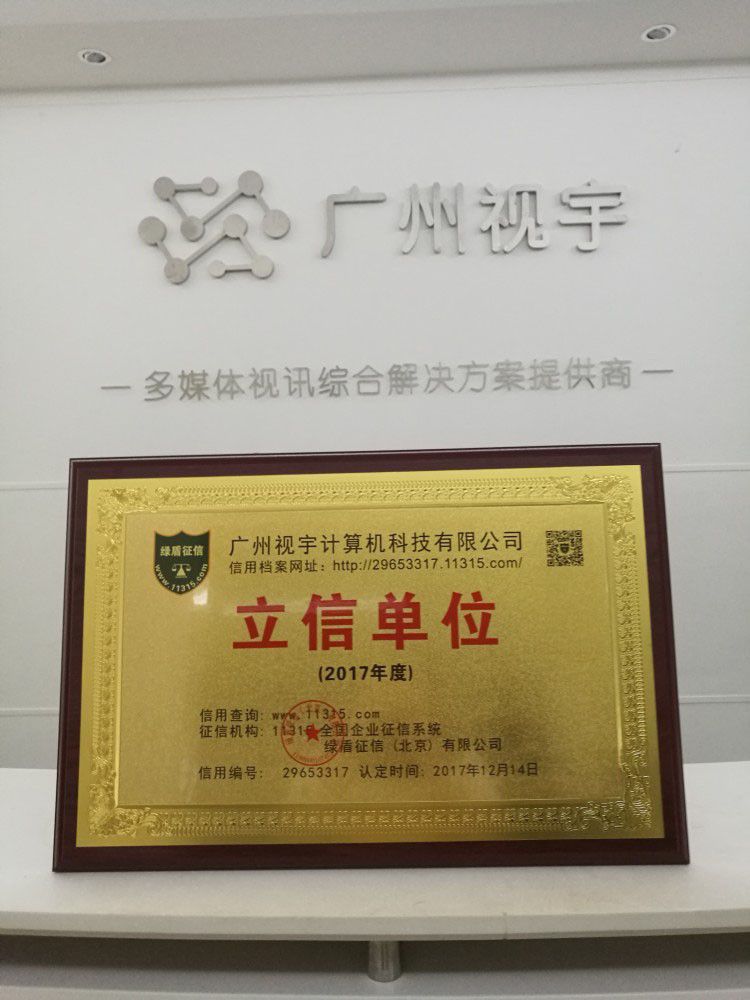 广州视宇
— 多媒体视讯综合解决方案提供商 —
绿盾征信
www.11315.com
广州视宇计算机科技有限公司
信用档案网址：http://29653317.11315.com/
立信单位
(2017年度)
信用查询：www.11315.com
征信机构：11315全国企业征信系统
绿盾征信（北京）有限公司
信用编号： 29653317 认定时间：2017年12月14日